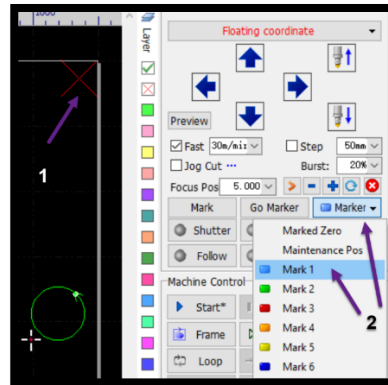 1000
Layer
Floating coordinate
Preview
Fast 30m/mi: Step 50mm
Jog Cut ... Burst: 20%
Focus Pos 5.000
Mark Go Marker Marker
Shutter
Follow
Marked Zero
Maintenance Pos
Mark 1
Mark 2
Mark 3
Mark 4
Mark 5
Mark 6
Machine Control
Start*
Frame
Loop
1
2